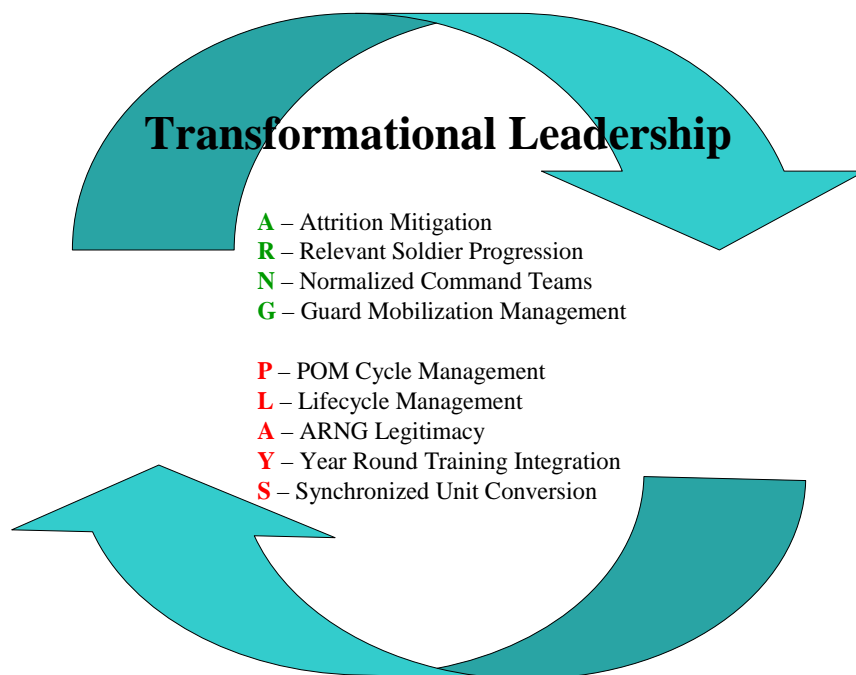 Transformational Leadership
A – Attrition Mitigation
R – Relevant Soldier Progression
N – Normalized Command Teams
G – Guard Mobilization Management
P – POM Cycle Management
L – Lifecycle Management
A – ARNG Legitimacy
Y – Year Round Training Integration
S – Synchronized Unit Conversion